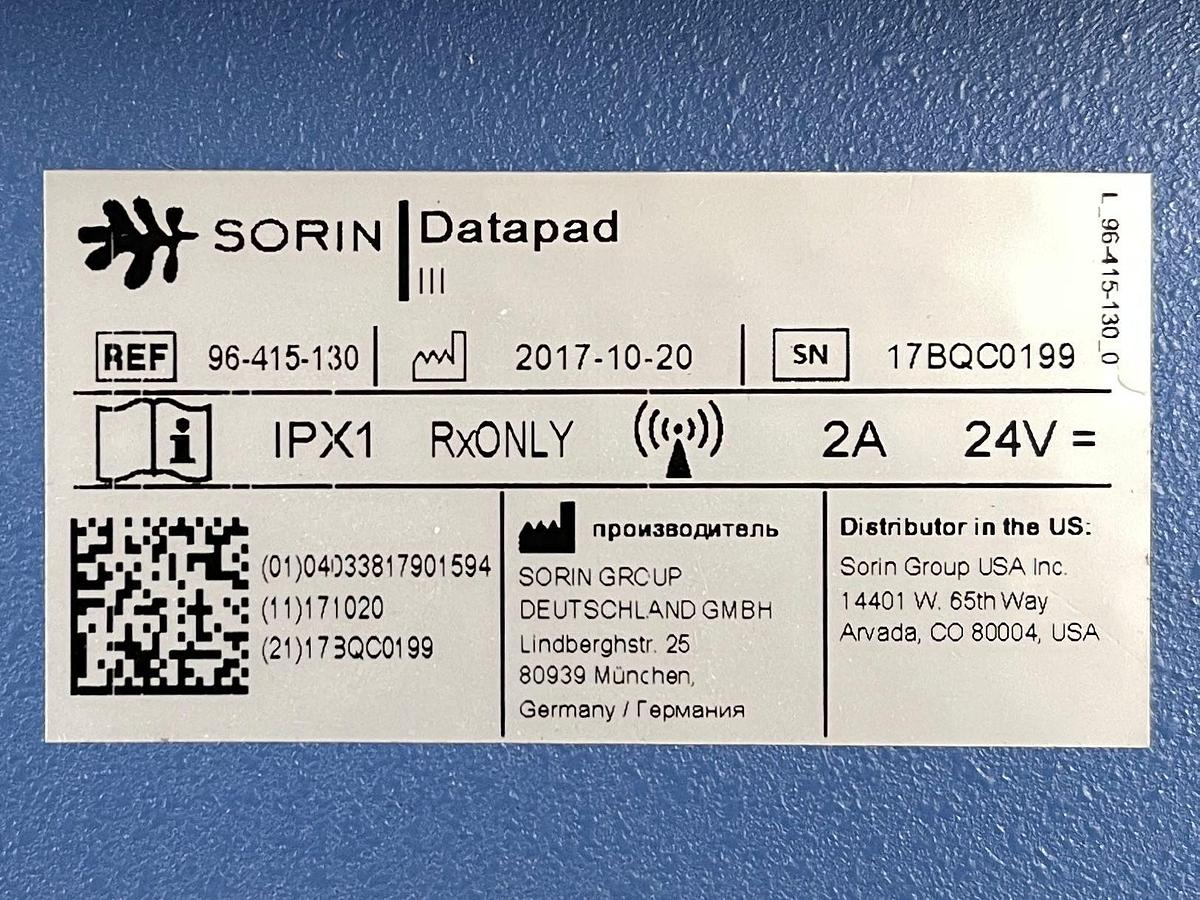 SORIN
Datapad
III
L_96-415-130_0
REF 96-415-130 2017-10-20 SN 17BQC0199
i IPX1 RxONLY 2A 24V =
(01)04033817901594
(11)171020
(21)17BQC0199
производитель
SORIN GROUP
DEUTSCHLAND GMBH
Lindberghstr. 25
80939 München,
Germany / Германия
Distributor in the US:
Sorin Group USA Inc.
14401 W. 65th Way
Arvada, CO 80004, USA